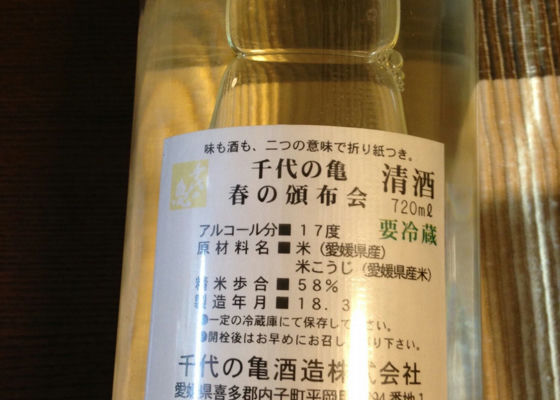 味も酒も、二つの意味で折り紙つき。
千代の亀 清酒
春の頒布会 720ml
要冷蔵
アルコール分■17度
原材料名■米（愛媛県産）
米こうじ（愛媛県産米）
精米歩合■58％
製造年月■18.3
●一定の冷蔵庫にて保存して さい。
●開栓後はお早めにお召し り下さい。
千代の亀酒造株式会社
愛媛県喜多郡内子町平岡 番地1